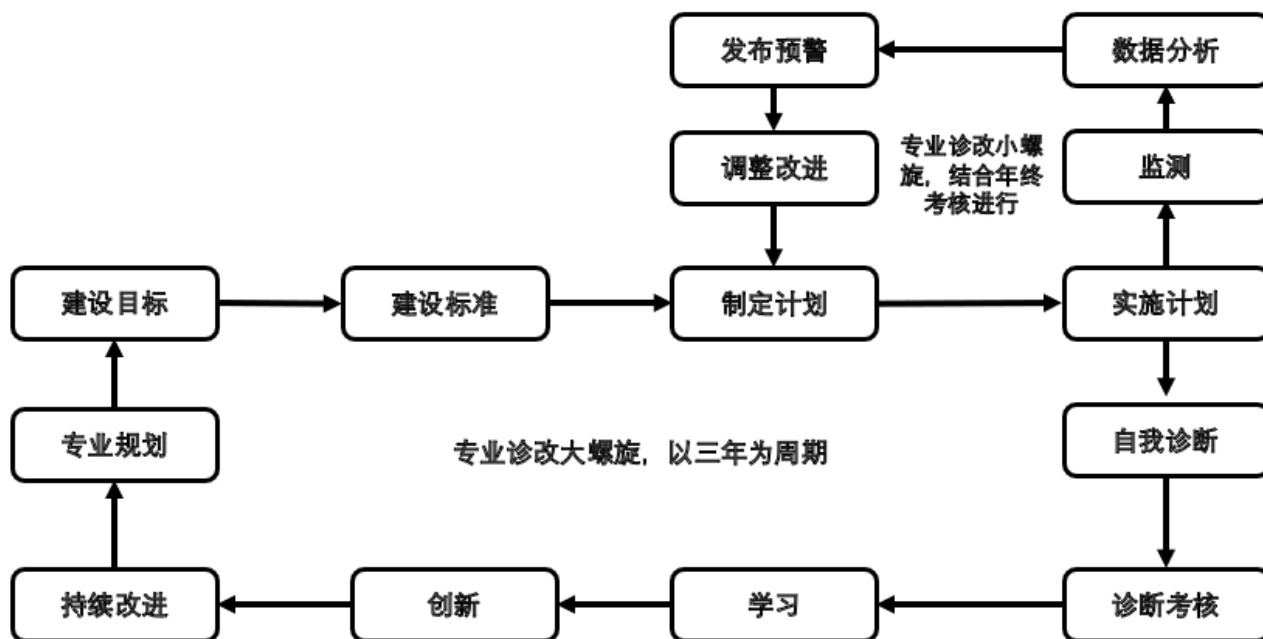 发布预警
数据分析
调整改进
专业诊改小螺
旋，结合年终
考核进行
监测
建设目标
建设标准
制定计划
实施计划
专业规划
专业诊改大螺旋，以三年为周期
自我诊断
持续改进
创新
学习
诊断考核